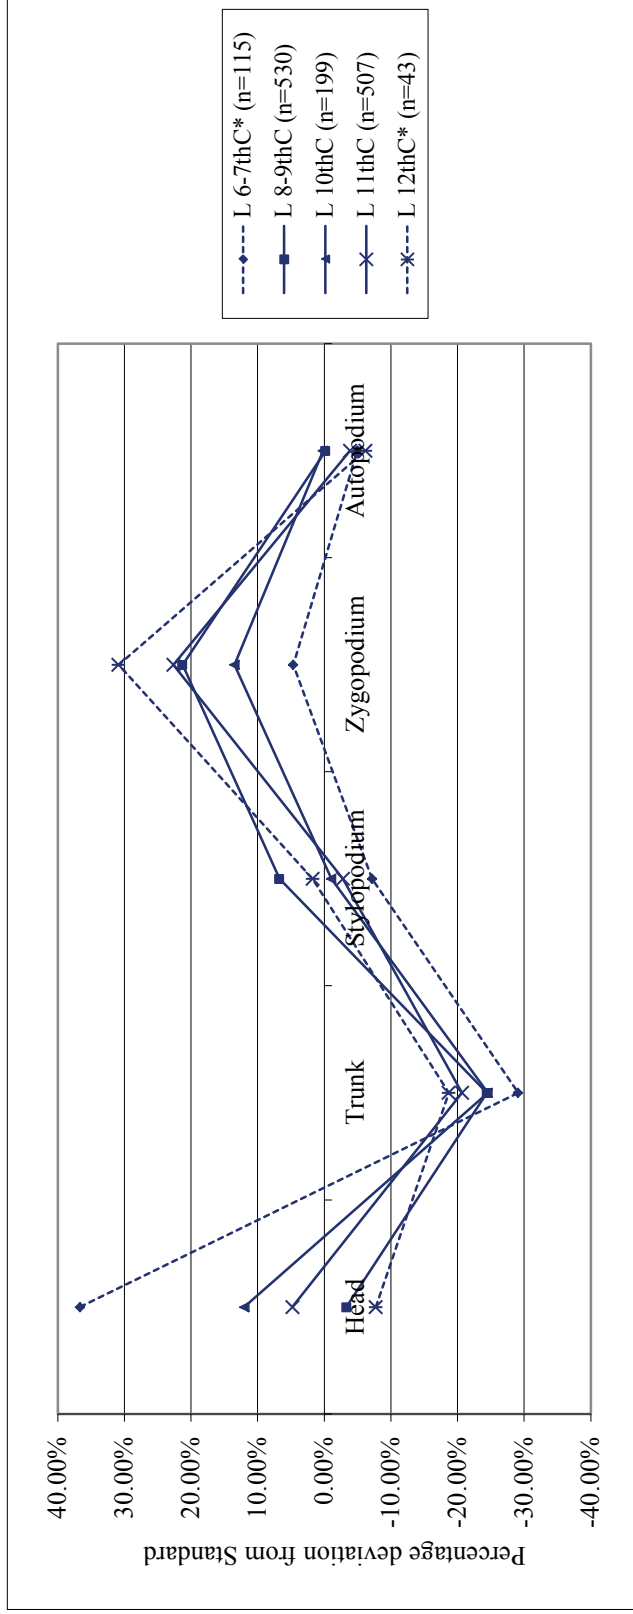 40.00%
30.00%
20.00%
10.00%
0.00%
-10.00%
-20.00%
-30.00%
-40.00%
Percentage deviation from Standard
Head
Trunk
Stylopodium
Zygopodium
Autopodium
L 6-7thC* (n=115)
L 8-9thC (n=530)
L 10thC (n=199)
L 11thC (n=507)
L 12thC* (n=43)